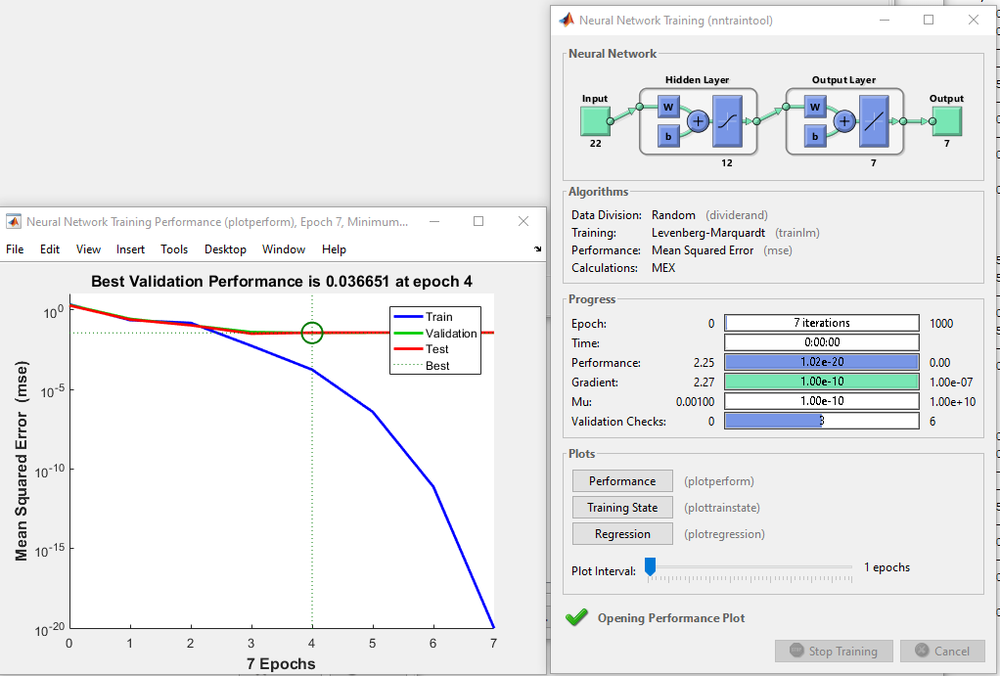 Neural Network Training (nntraintool)
Neural Network
Hidden Layer
Output Layer
Input
Output
W
b
W
b
22
12
7
7
Algorithms
Data Division: Random (dividerand)
Training: Levenberg-Marquardt (trainlm)
Performance: Mean Squared Error (mse)
Calculations: MEX
Progress
Epoch: 0 7 iterations 1000
Time: 0:00:00
Performance: 2.25 1.02e-20 0.00
Gradient: 2.27 1.00e-10 1.00e-07
Mu: 0.00100 1.00e-10 1.00e+10
Validation Checks: 0 3 6
Plots
Performance (plotperform)
Training State (plottrainstate)
Regression (plotregression)
Plot Interval: 1 epochs
Opening Performance Plot
Stop Training Cancel
Neural Network Training Performance (plotperform), Epoch 7, Minimum...
File Edit View Insert Tools Desktop Window Help
Best Validation Performance is 0.036651 at epoch 4
Mean Squared Error (mse)
10^0
10^-5
10^-10
10^-15
10^-20
Train
Validation
Test
Best
0 1 2 3 4 5 6 7
7 Epochs